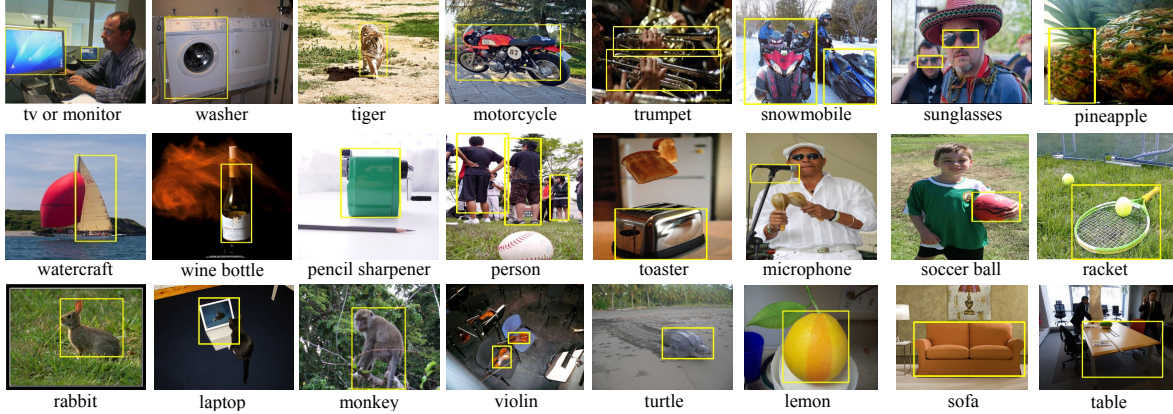 tv or monitor washer tiger motorcycle trumpet snowmobile sunglasses pineapple
watercraft wine bottle pencil sharpener person toaster microphone soccer ball racket
rabbit laptop monkey violin turtle lemon sofa table